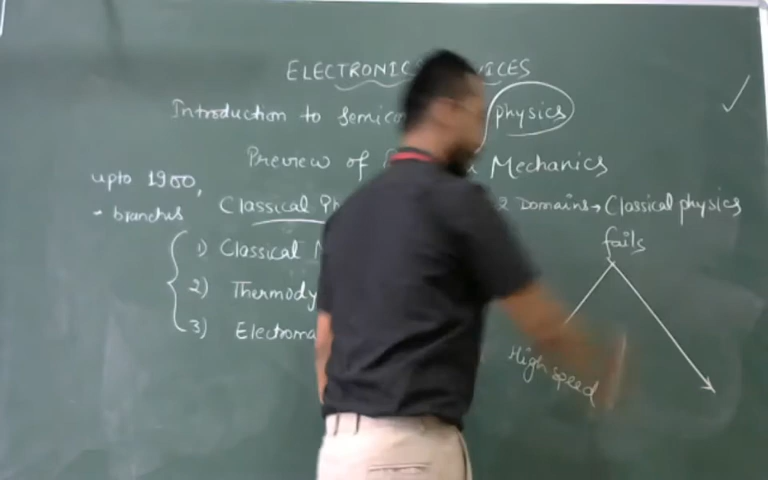 ELECTRONIC
Introduction to semico physics
Preview of Mechanics
upto 1900,
- branches
Classical Ph 2 Domains → Classical physics
fails
1) Classical
2) Thermody
3) Electroma
High speed